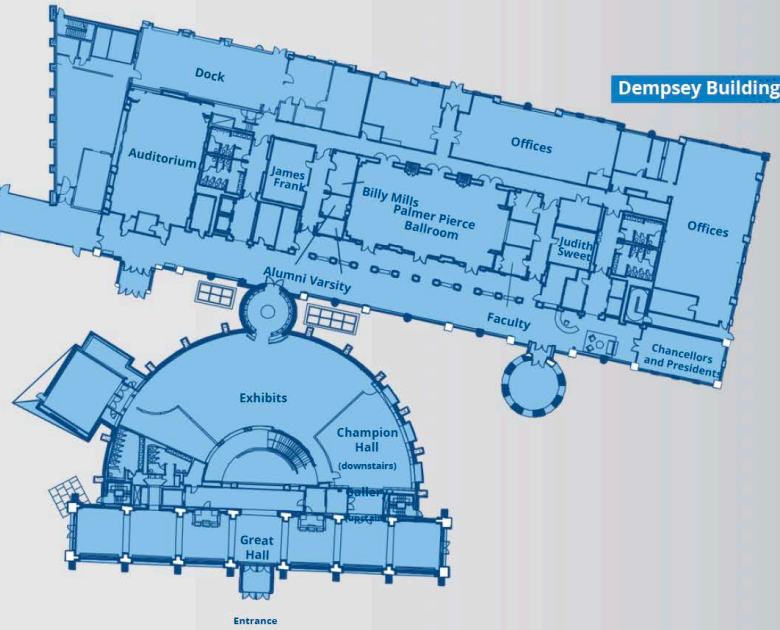 Dempsey Building
Dock
Offices
Auditorium
James
Frank
Billy Mills
Palmer Pierce
Ballroom
Judith
Sweet
Offices
Alumni Varsity
Faculty
Chancellors
and Presidents
Exhibits
Champion
Hall
(downstairs)
Great
Hall
Entrance